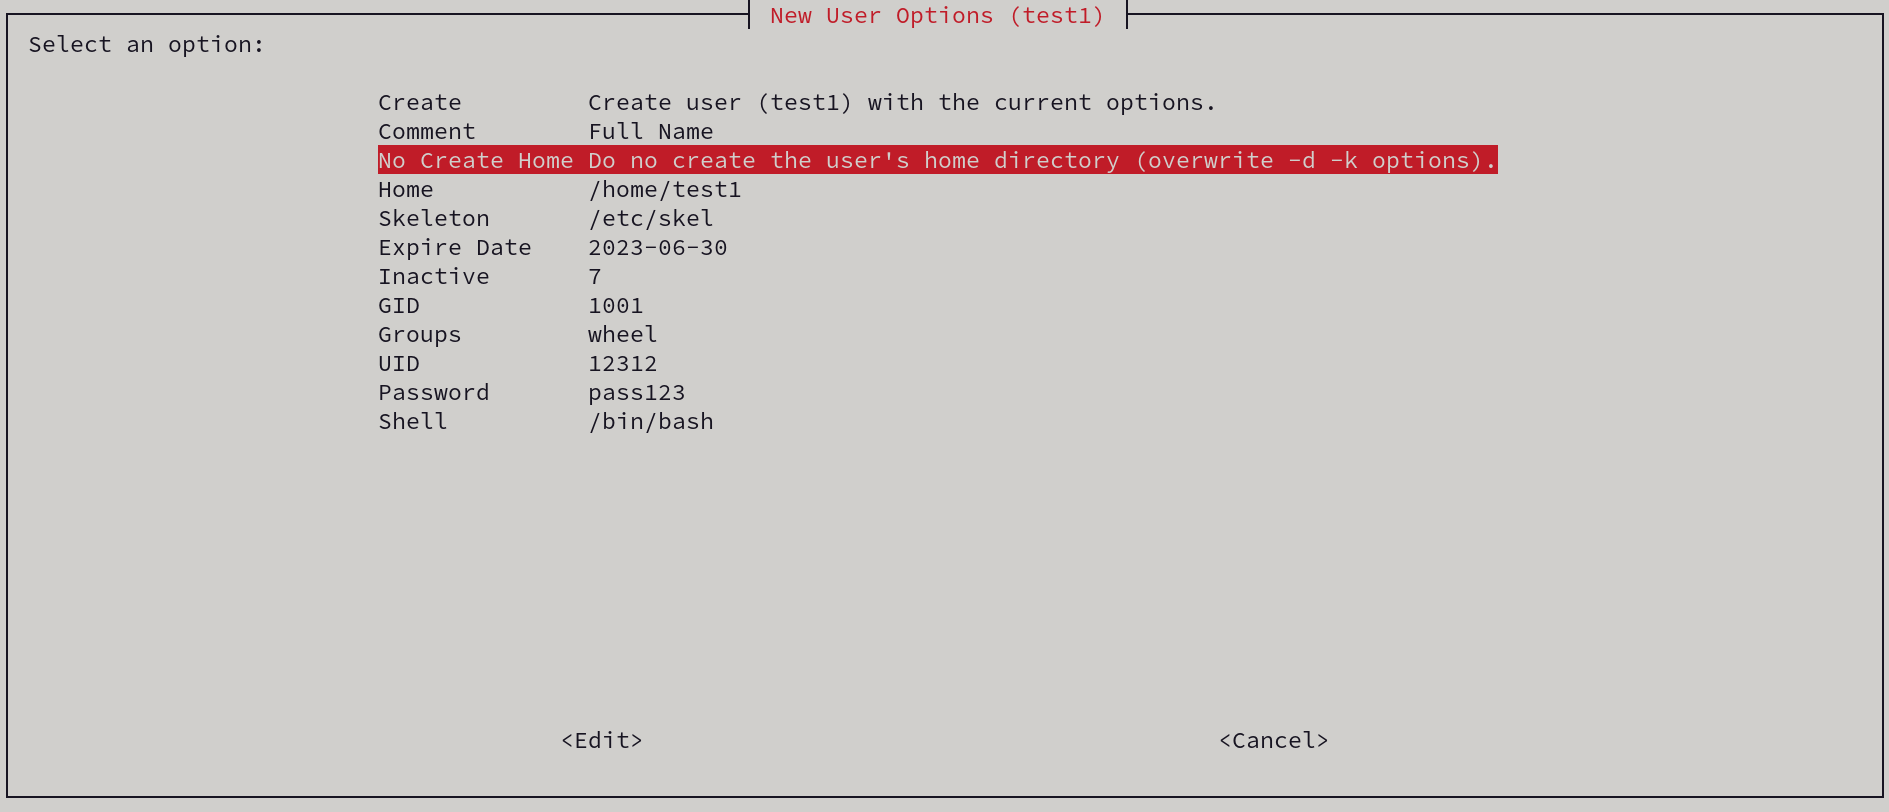 New User Options (test1)
Select an option:
Create Create user (test1) with the current options.
Comment Full Name
No Create Home Do no create the user's home directory (overwrite -d -k options).
Home /home/test1
Skeleton /etc/skel
Expire Date 2023-06-30
Inactive 7
GID 1001
Groups wheel
UID 12312
Password pass123
Shell /bin/bash
<Edit> <Cancel>